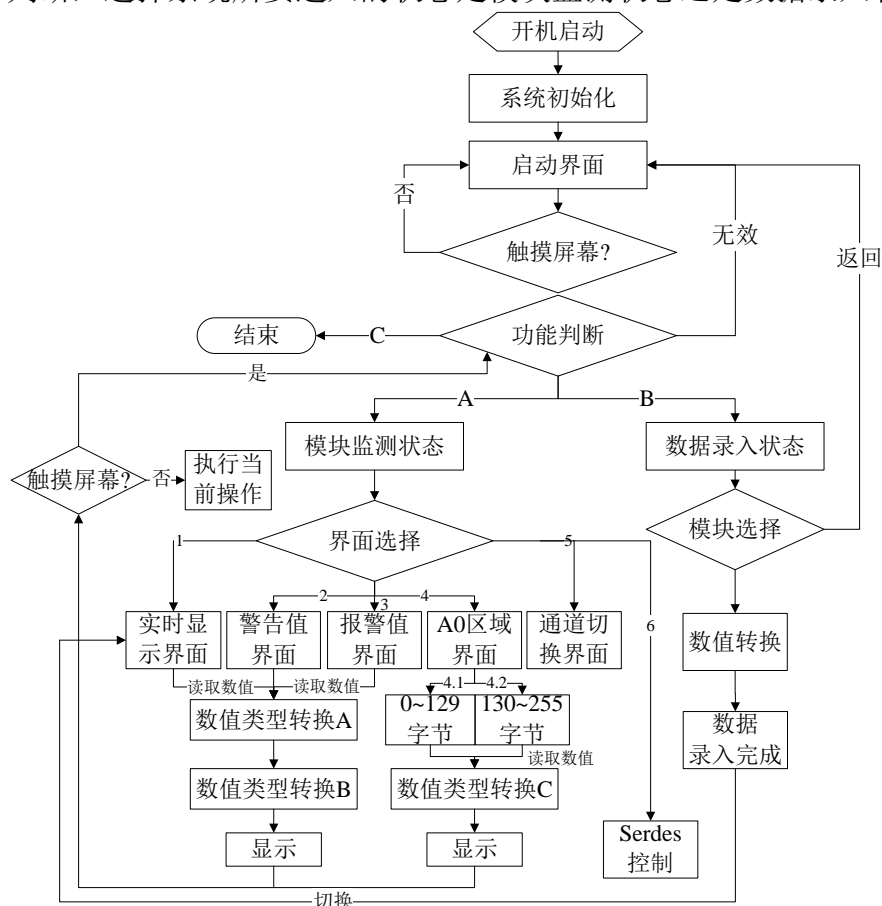 开机启动
系统初始化
启动界面
否
触摸屏幕?
无效
返回
功能判断
C
结束
是
A
B
模块监测状态
数据录入状态
触摸屏幕?
否
执行当
前操作
界面选择
模块选择
1
2
3
4
5
6
实时显
示界面
警告值
界面
报警值
界面
A0区域
界面
通道切
换界面
数值转换
读取数值
读取数值
4.1
4.2
0~129
字节
130~255
字节
数值类型转换A
读取数值
数据
录入完成
数值类型转换B
数值类型转换C
显示
显示
Serdes
控制
切换